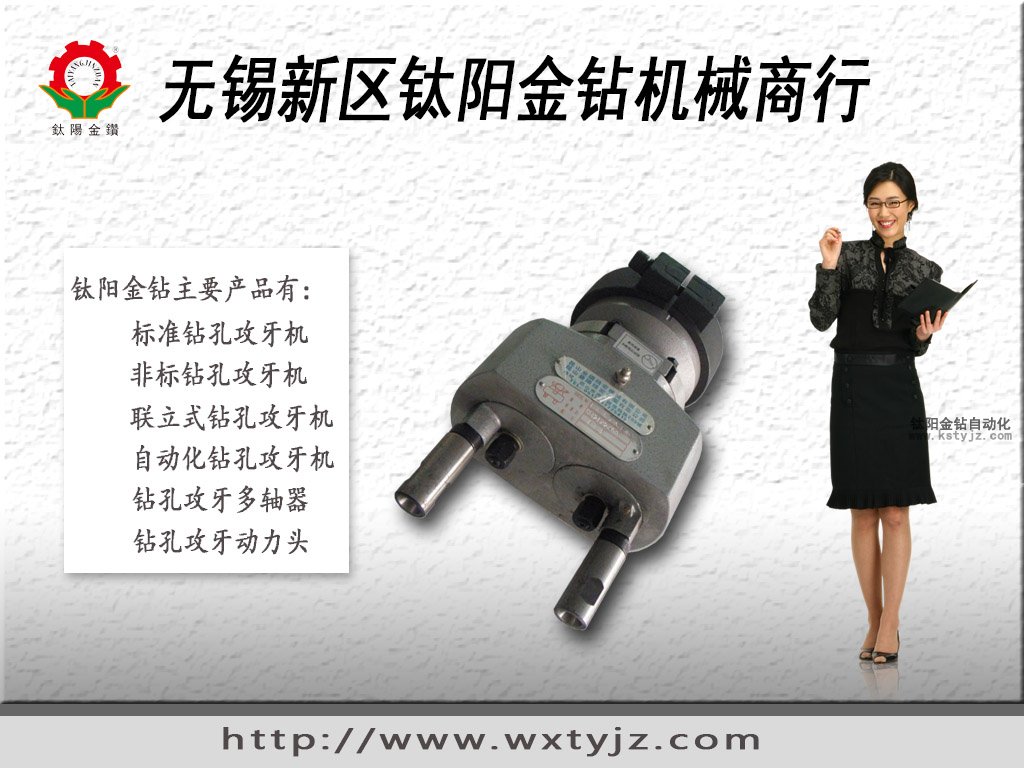 ®
鈦陽金鑽
无锡新区钛阳金钻机械商行
钛阳金钻主要产品有:
标准钻孔攻牙机
非标钻孔攻牙机
联立式钻孔攻牙机
自动化钻孔攻牙机
钻孔攻牙多轴器
钻孔攻牙动力头
钛阳金钻自动化
www.kstyjz.com
http://www.wxtyjz.com